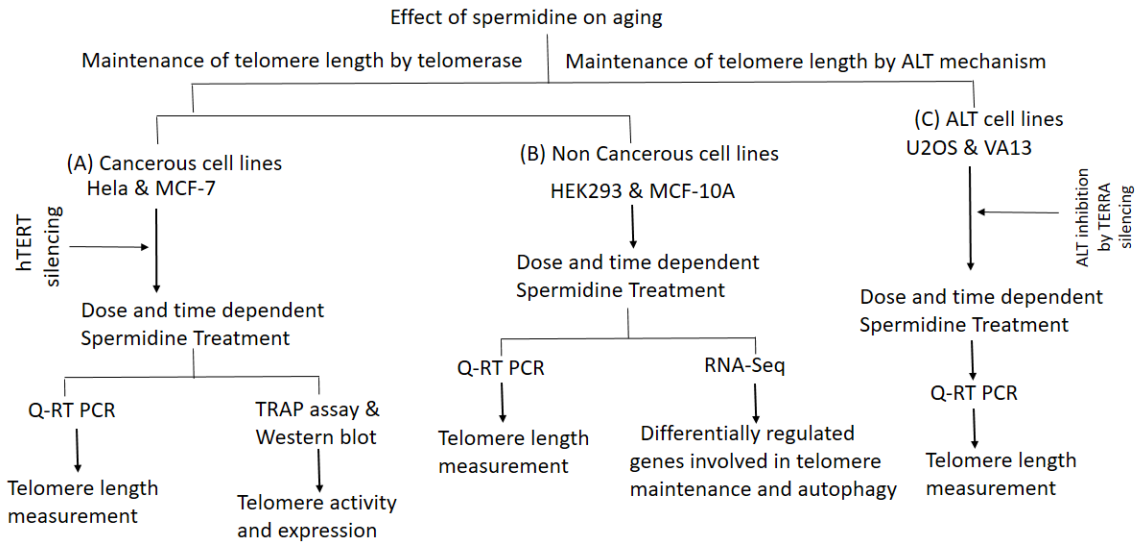 Effect of spermidine on aging
Maintenance of telomere length by telomerase
Maintenance of telomere length by ALT mechanism
(A) Cancerous cell lines
Hela & MCF-7
hTERT
silencing
Dose and time dependent
Spermidine Treatment
Q-RT PCR
Telomere length
measurement
TRAP assay &
Western blot
Telomere activity
and expression
(B) Non Cancerous cell lines
HEK293 & MCF-10A
Dose and time dependent
Spermidine Treatment
Q-RT PCR
Telomere length
measurement
RNA-Seq
Differentially regulated
genes involved in telomere
maintenance and autophagy
(C) ALT cell lines
U2OS & VA13
ALT inhibition
by TERRA
silencing
Dose and time dependent
Spermidine Treatment
Q-RT PCR
Telomere length
measurement